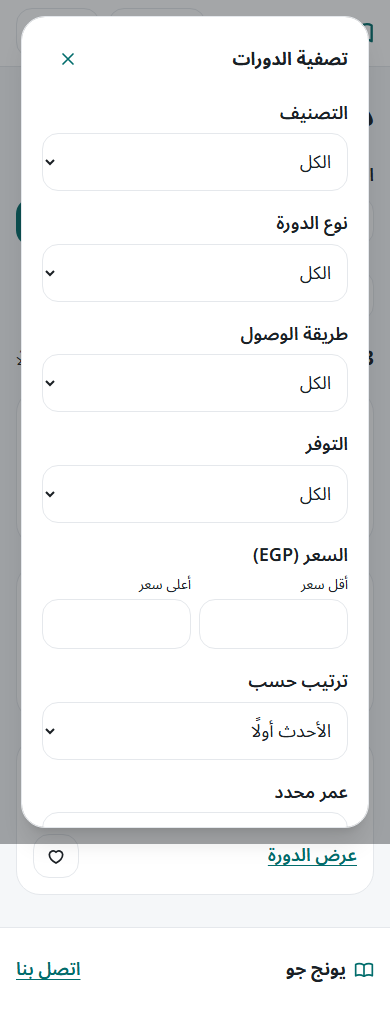 تصفية الدورات
التصنيف
الكل
نوع الدورة
الكل
طريقة الوصول
الكل
التوفر
الكل
السعر (EGP)
أقل سعر
أعلى سعر
ترتيب حسب
الأحدث أولًا
عمر محدد
عرض الدورة
يونج جو
اتصل بنا